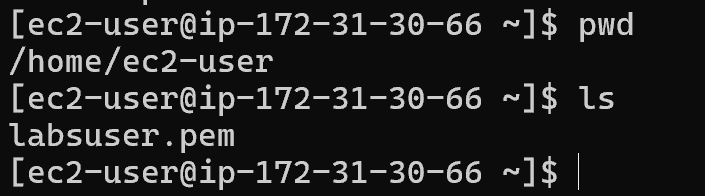 [ec2-user@ip-172-31-30-66 ~]$ pwd
/home/ec2-user
[ec2-user@ip-172-31-30-66 ~]$ ls
labsuser.pem
[ec2-user@ip-172-31-30-66 ~]$